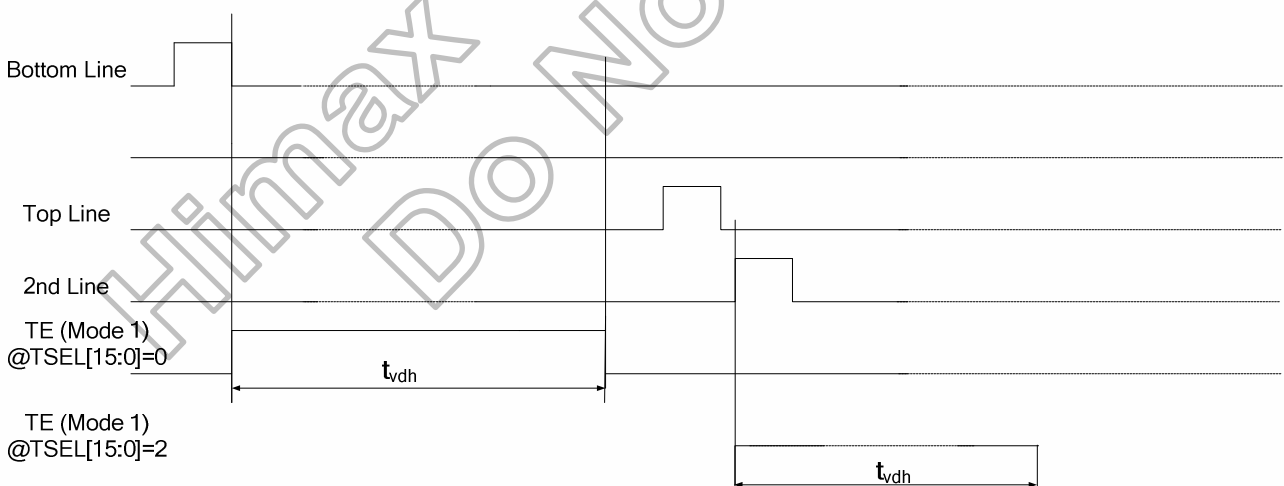 Himax
Do No
Bottom Line
Top Line
2nd Line
TE (Mode 1)
@TSEL[15:0]=0
tvdh
TE (Mode 1)
@TSEL[15:0]=2
tvdh